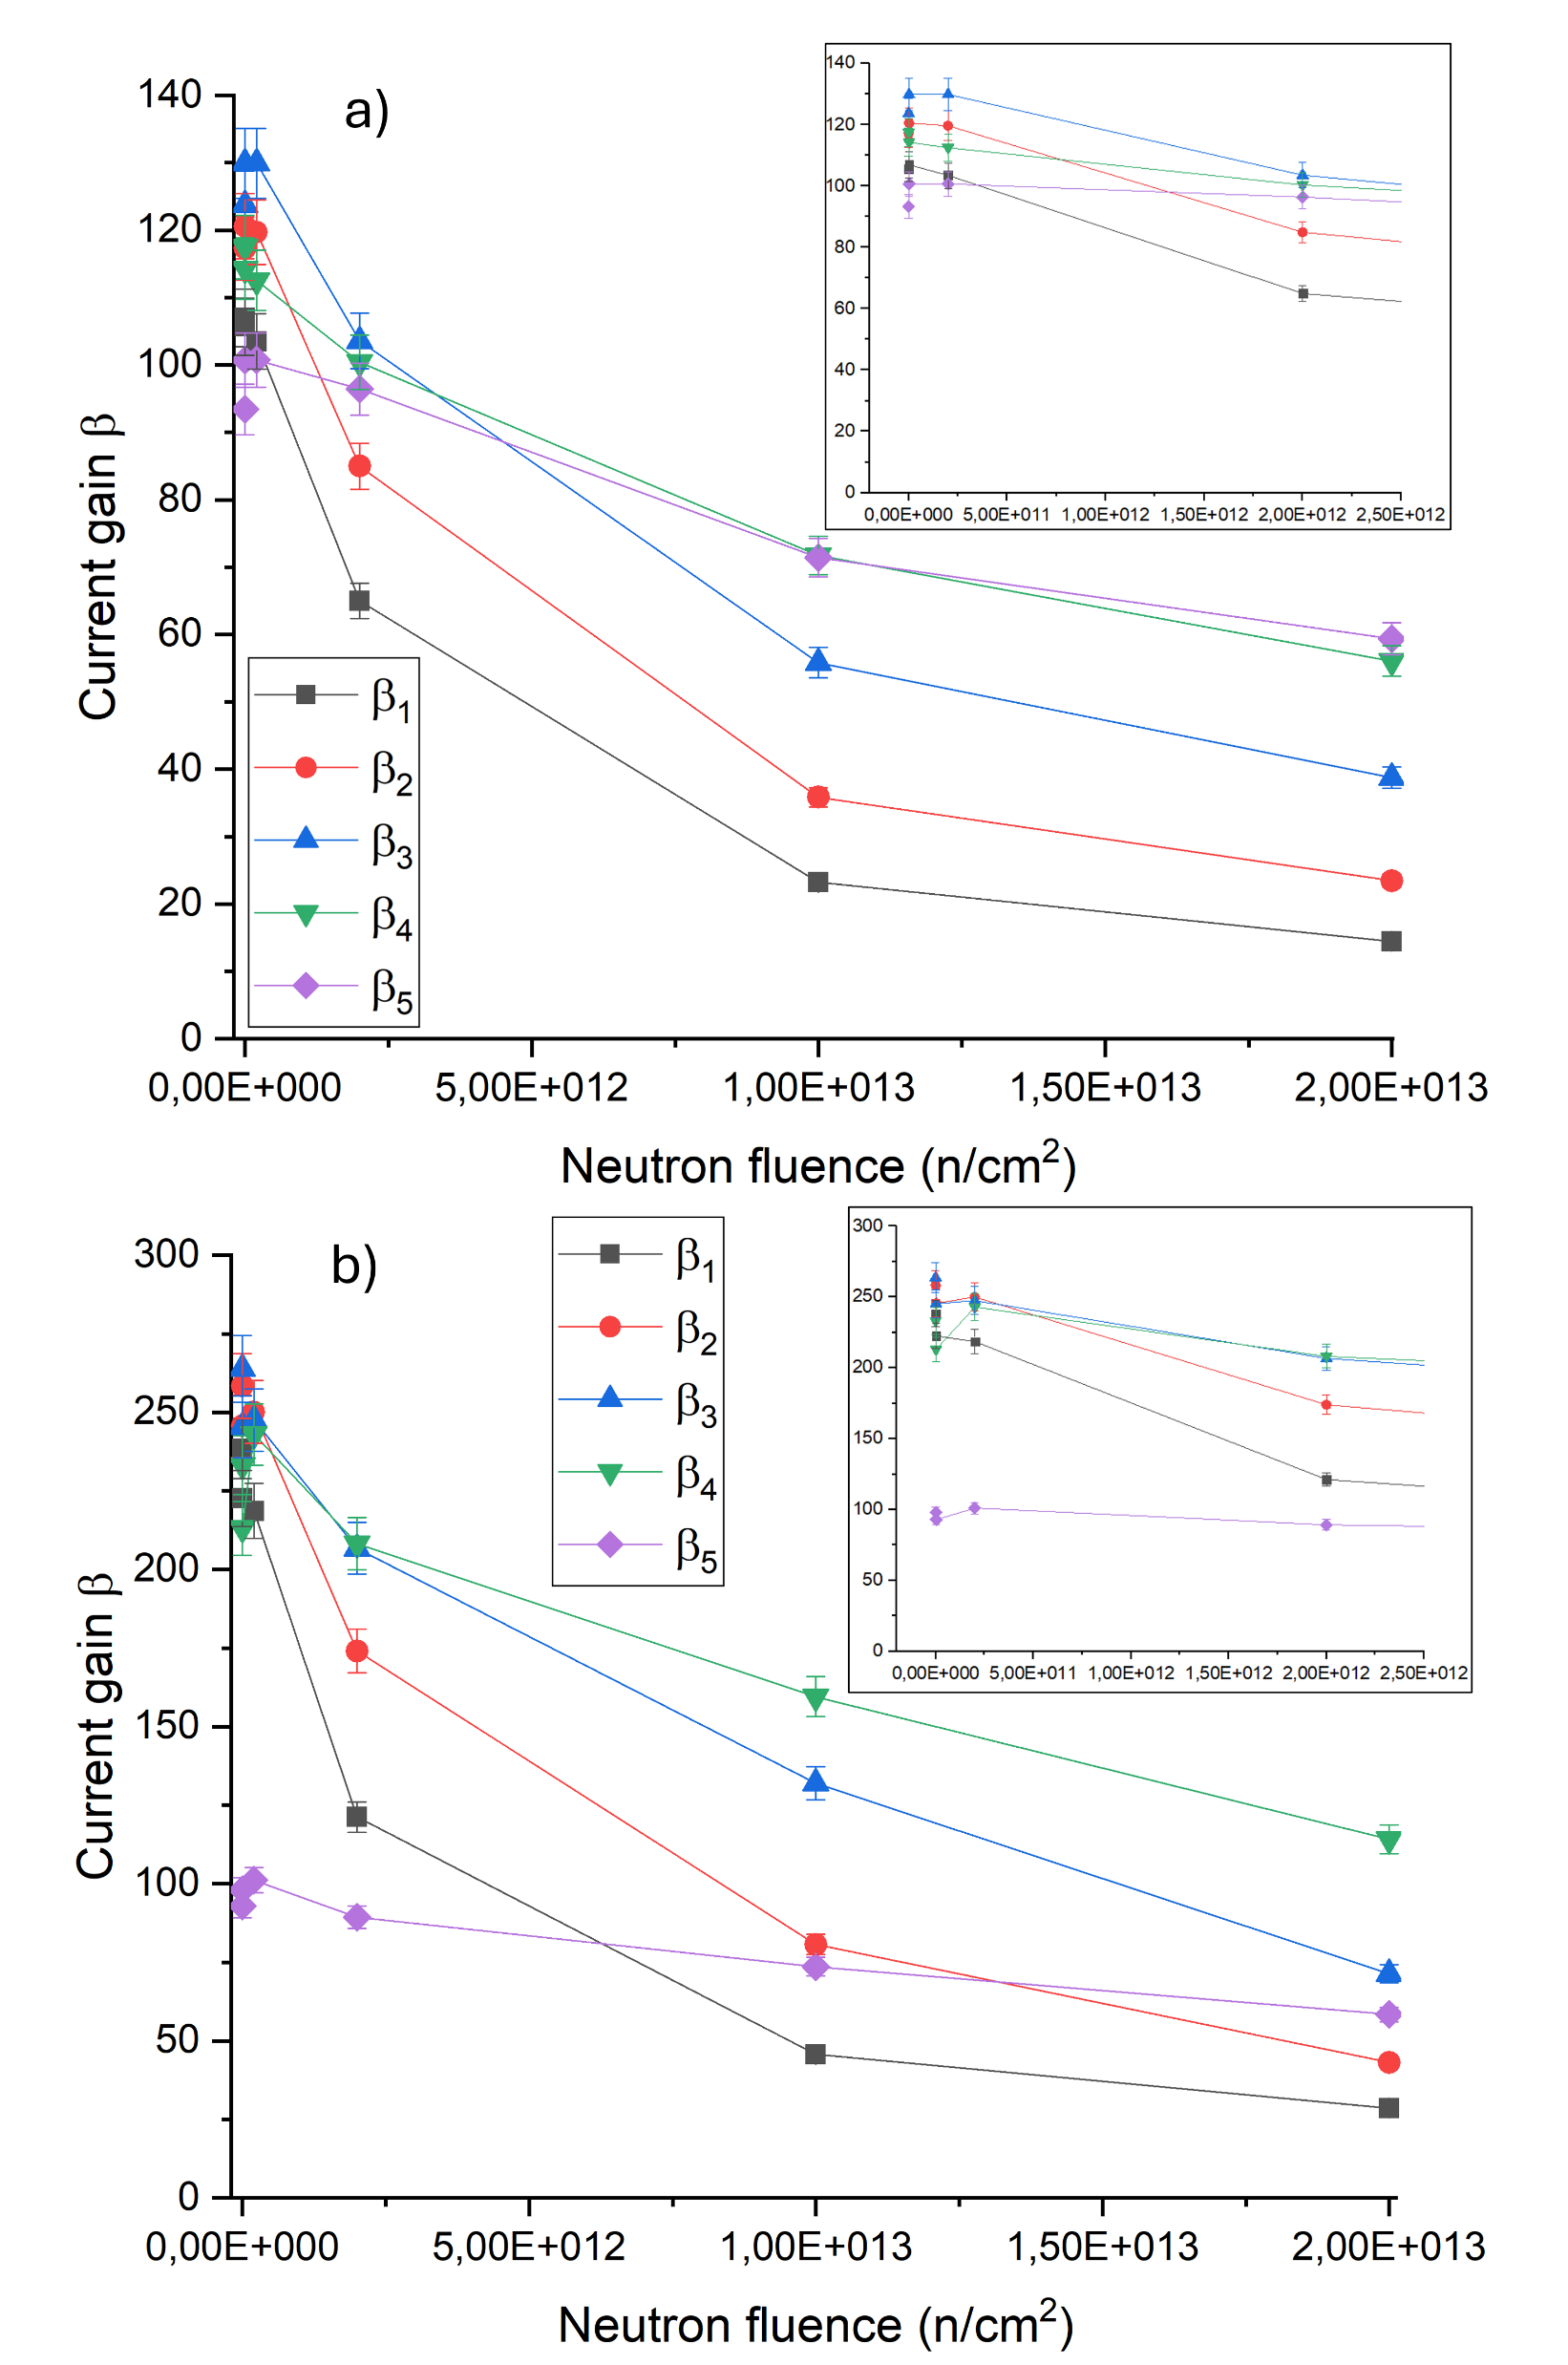 a)
140
120
100
80
60
40
20
0
Current gain β
β1
β2
β3
β4
β5
0,00E+000 5,00E+012 1,00E+013 1,50E+013 2,00E+013
Neutron fluence (n/cm²)
140
120
100
80
60
40
20
0
0,00E+000 5,00E+011 1,00E+012 1,50E+012 2,00E+012 2,50E+012
b)
300
250
200
150
100
50
0
Current gain β
β1
β2
β3
β4
β5
0,00E+000 5,00E+012 1,00E+013 1,50E+013 2,00E+013
Neutron fluence (n/cm²)
300
250
200
150
100
50
0
0,00E+000 5,00E+011 1,00E+012 1,50E+012 2,00E+012 2,50E+012